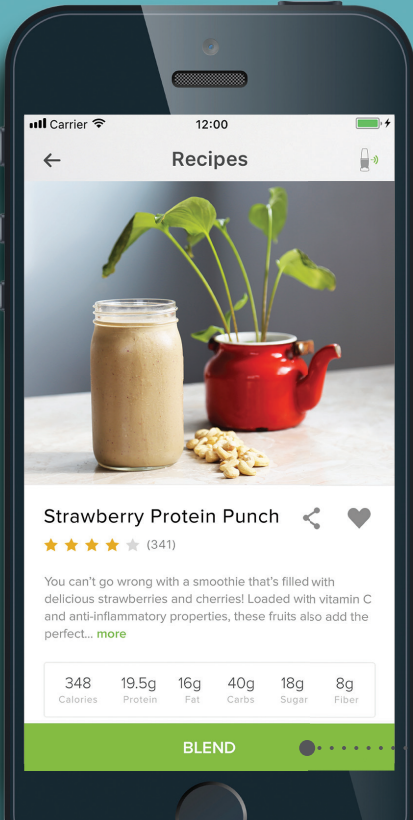 Carrier 12:00
Recipes
Strawberry Protein Punch
(341)
You can't go wrong with a smoothie that's filled with
delicious strawberries and cherries! Loaded with vitamin C
and anti-inflammatory properties, these fruits also add the
perfect... more
348 19.5g 16g 40g 18g 8g
Calories Protein Fat Carbs Sugar Fiber
BLEND